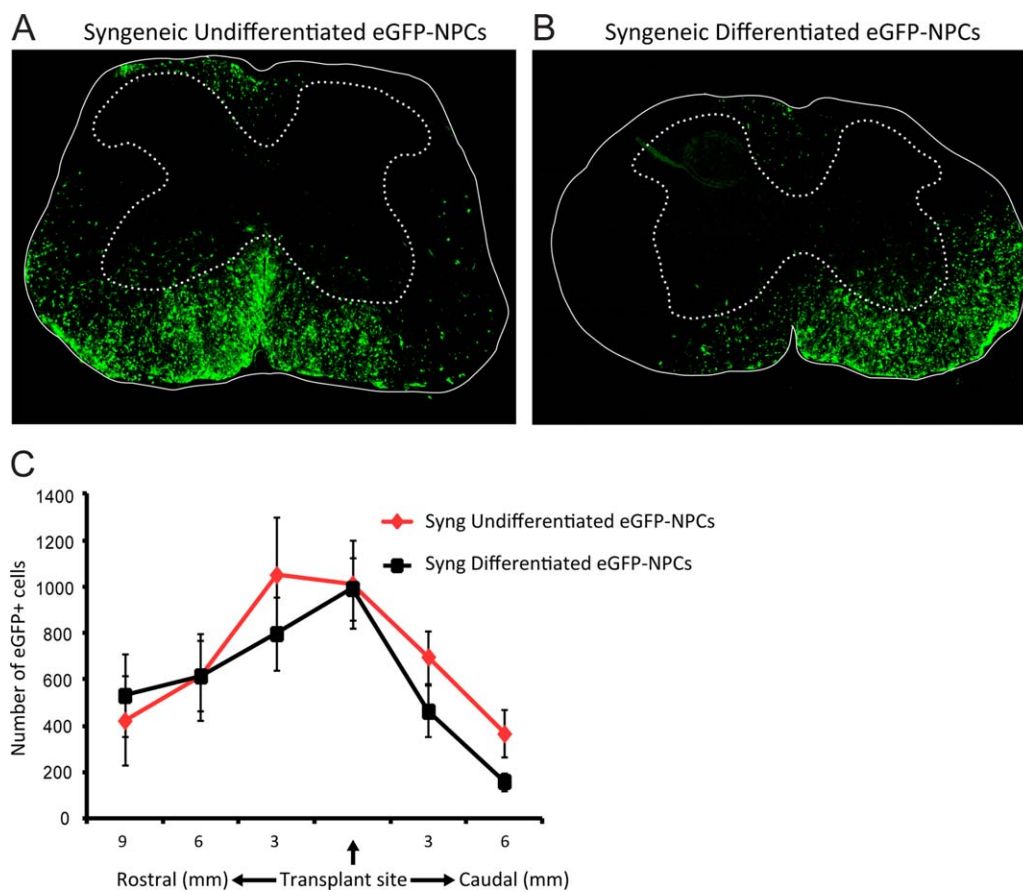 A
Syngeneic Undifferentiated eGFP-NPCs
B
Syngeneic Differentiated eGFP-NPCs
C
Number of eGFP+ cells
1400
1200
1000
800
600
400
200
0
Syng Undifferentiated eGFP-NPCs
Syng Differentiated eGFP-NPCs
9 6 3 3 6
Rostral (mm) Transplant site Caudal (mm)